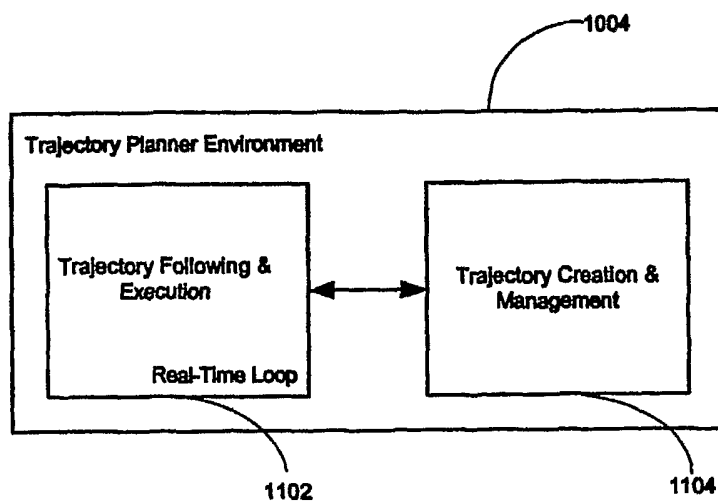 1004
Trajectory Planner Environment
Trajectory Following &
Execution
Real-Time Loop
Trajectory Creation &
Management
1102
1104